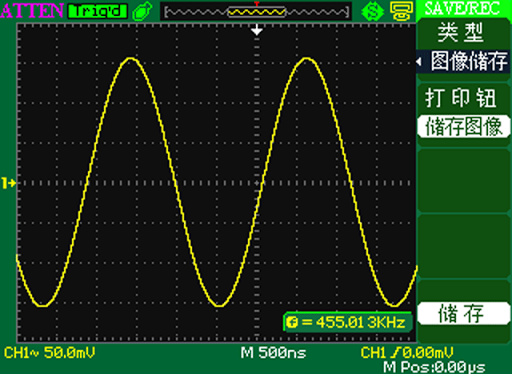 ATTEN Trig'd SAVE/REC
类型
图像储存
打印钮
储存图像
储存
1
f = 455.013KHz
CH1~ 50.0mV M 500ns CH1 /0.00mV
M Pos:0.00μs